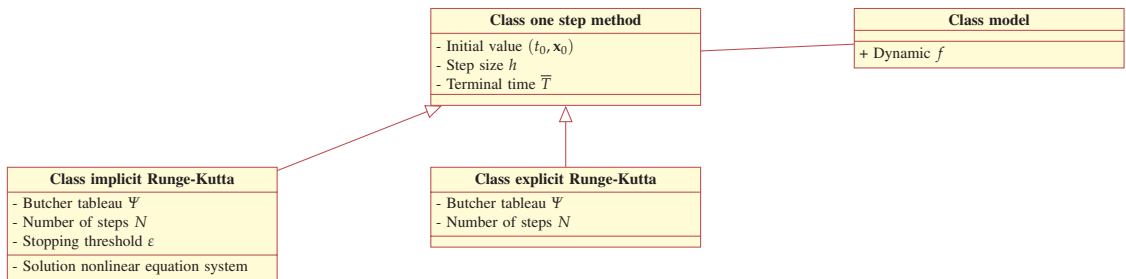 Class one step method
- Initial value (t₀, x₀)
- Step size h
- Terminal time T̅
Class model
+ Dynamic f
Class implicit Runge-Kutta
- Butcher tableau Ψ
- Number of steps N
- Stopping threshold ε
- Solution nonlinear equation system
Class explicit Runge-Kutta
- Butcher tableau Ψ
- Number of steps N